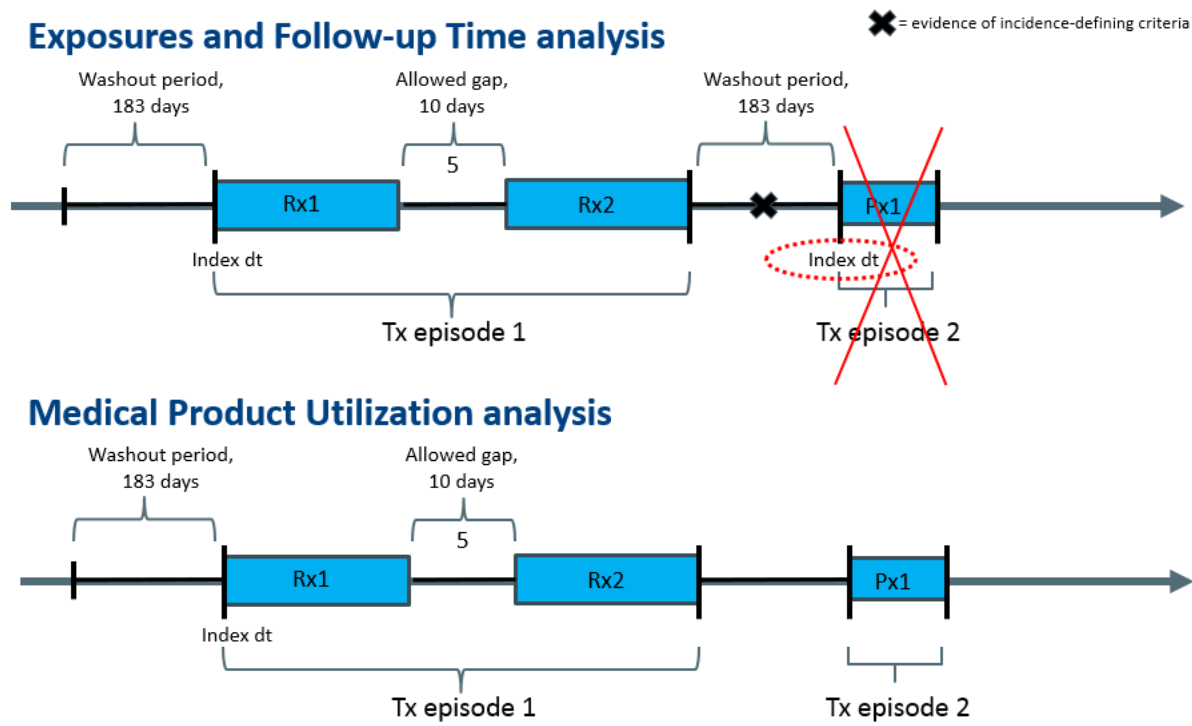 Exposures and Follow-up Time analysis
= evidence of incidence-defining criteria
Washout period,
183 days
Allowed gap,
10 days
Washout period,
183 days
5
Rx1
Rx2
Px1
Index dt
Index dt
Tx episode 1
Tx episode 2
Medical Product Utilization analysis
Washout period,
183 days
Allowed gap,
10 days
5
Rx1
Rx2
Px1
Index dt
Tx episode 1
Tx episode 2